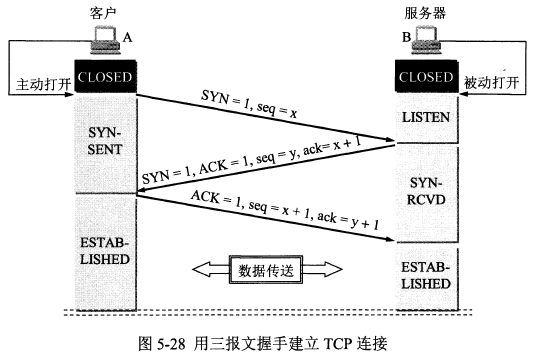 客户
服务器
A
B
主动打开
CLOSED
CLOSED
被动打开
SYN = 1, seq = x
LISTEN
SYN-
SENT
SYN = 1, ACK = 1, seq = y, ack= x + 1
SYN-
RCVD
ACK = 1, seq = x + 1, ack = y + 1
ESTAB-
LISHED
数据传送
ESTAB-
LISHED
图 5-28 用三报文握手建立 TCP 连接